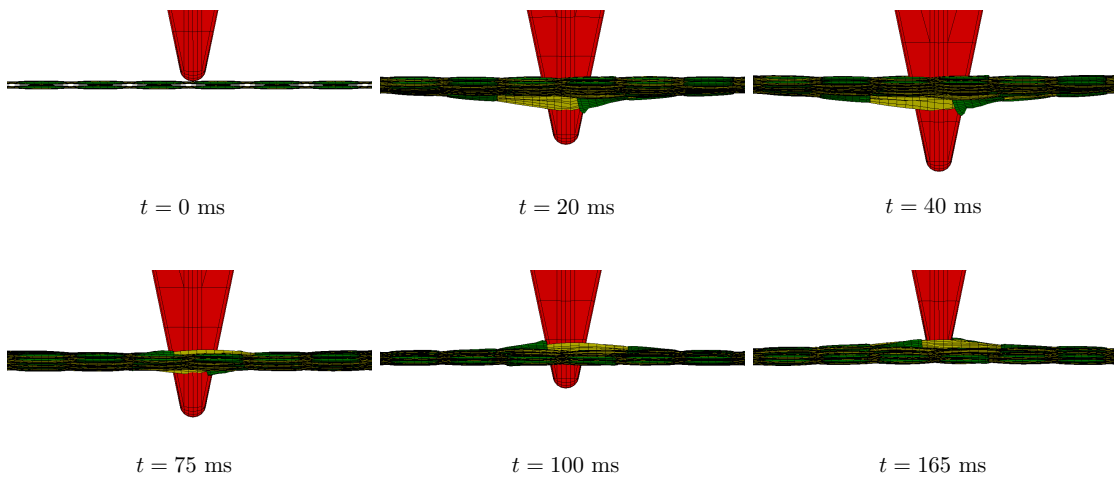 t = 0 ms
t = 20 ms
t = 40 ms
t = 75 ms
t = 100 ms
t = 165 ms